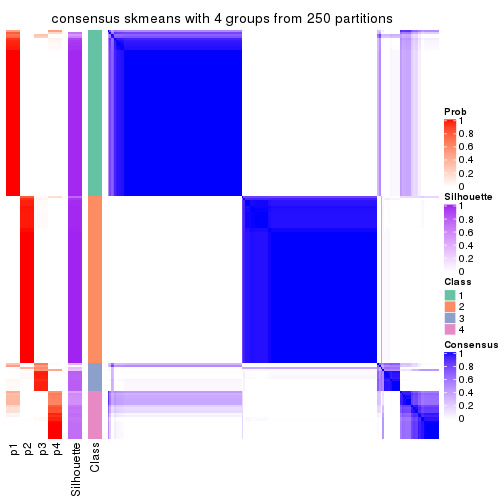 consensus skmeans with 4 groups from 250 partitions
p1
p2
p3
p4
Silhouette
Class
Prob
1
0.8
0.6
0.4
0.2
0
Silhouette
1
0.8
0.6
0.4
0.2
0
Class
1
2
3
4
Consensus
1
0.8
0.6
0.4
0.2
0